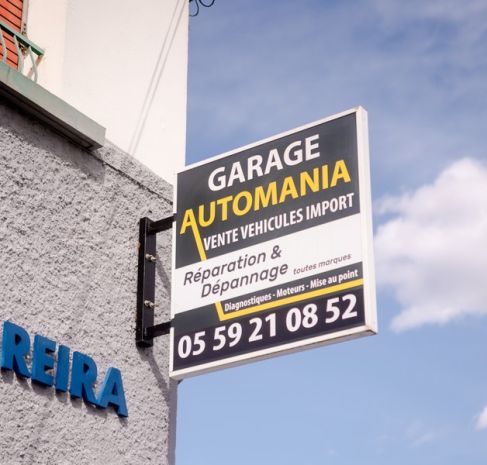 GARAGE
AUTOMANIA
VENTE VEHICULES IMPORT
Réparation &
Dépannage toutes marques
Diagnostiques - Moteurs - Mise au point
05 59 21 08 52
REIRA